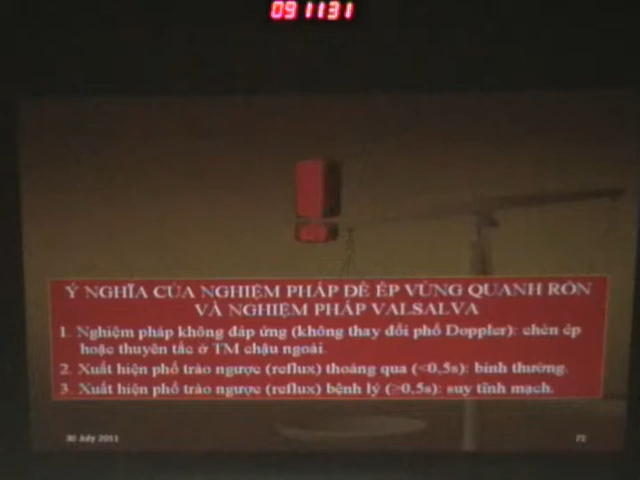 09 11 31
Ý NGHĨA CỦA NGHIỆM PHÁP ĐÈ ÉP VÙNG QUANH RỐN
VÀ NGHIỆM PHÁP VALSALVA
1. Nghiệm pháp không đáp ứng (không thay đổi phổ Doppler): chèn ép
hoặc thuyên tắc ở TM chậu ngoài.
2. Xuất hiện phổ trào ngược (reflux) thoáng qua (<0,5s): bình thường.
3. Xuất hiện phổ trào ngược (reflux) bệnh lý (>0,5s): suy tĩnh mạch.
30 July 2011
72